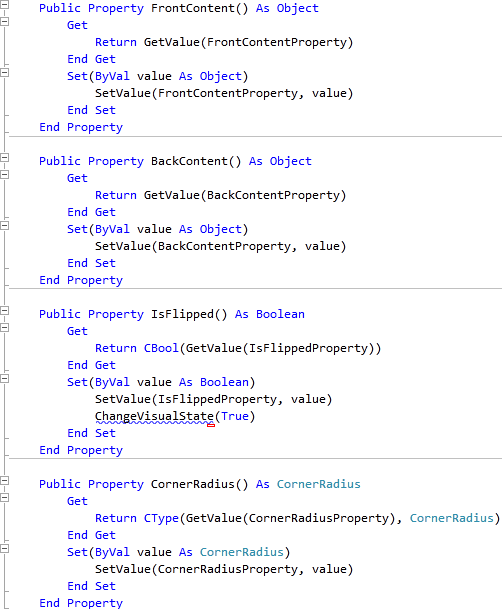 Public Property FrontContent() As Object
Get
Return GetValue(FrontContentProperty)
End Get
Set(ByVal value As Object)
SetValue(FrontContentProperty, value)
End Set
End Property
Public Property BackContent() As Object
Get
Return GetValue(BackContentProperty)
End Get
Set(ByVal value As Object)
SetValue(BackContentProperty, value)
End Set
End Property
Public Property IsFlipped() As Boolean
Get
Return CBool(GetValue(IsFlippedProperty))
End Get
Set(ByVal value As Boolean)
SetValue(IsFlippedProperty, value)
ChangeVisualState(True)
End Set
End Property
Public Property CornerRadius() As CornerRadius
Get
Return CType(GetValue(CornerRadiusProperty), CornerRadius)
End Get
Set(ByVal value As CornerRadius)
SetValue(CornerRadiusProperty, value)
End Set
End Property